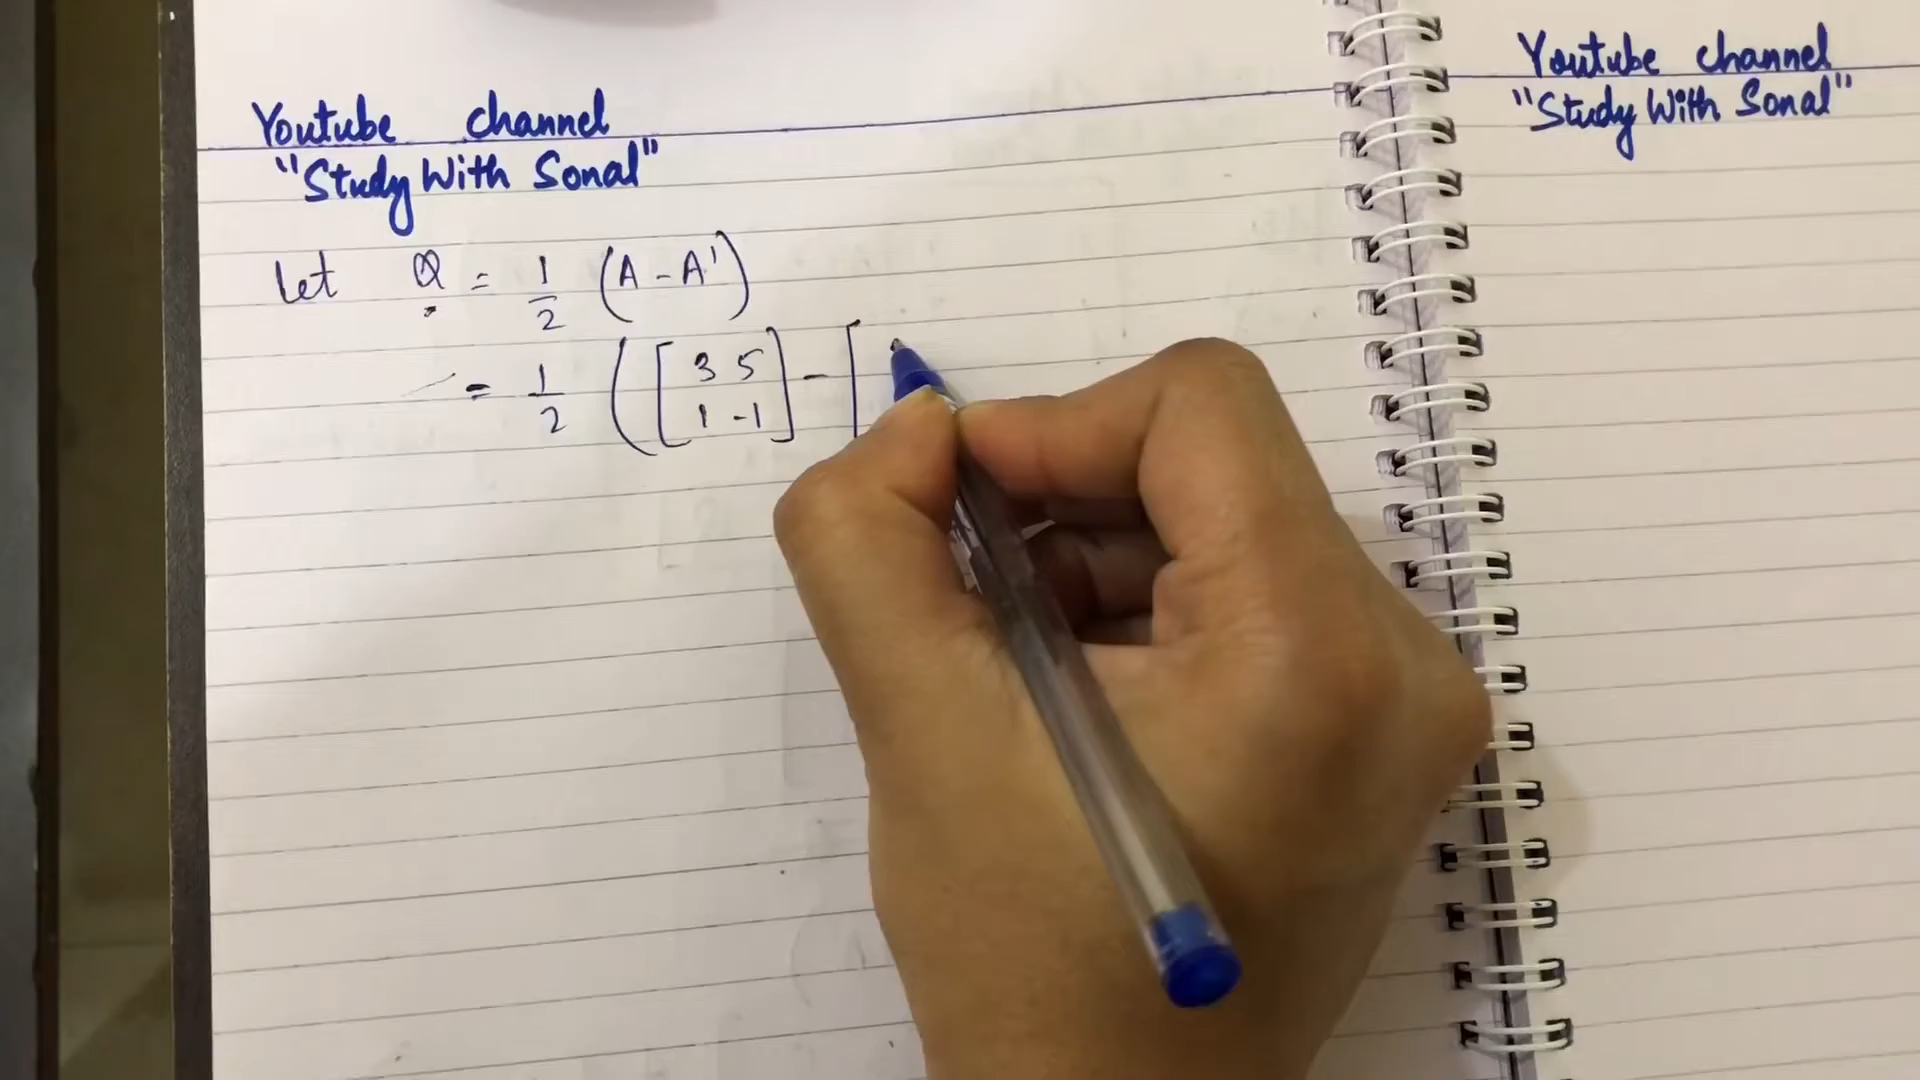 Youtube channel
"Study With Sonal"
Let Q = 1/2 (A - A')
= 1/2 ([3 5
1 -1] - [
Youtube channel
"Study With Sonal"